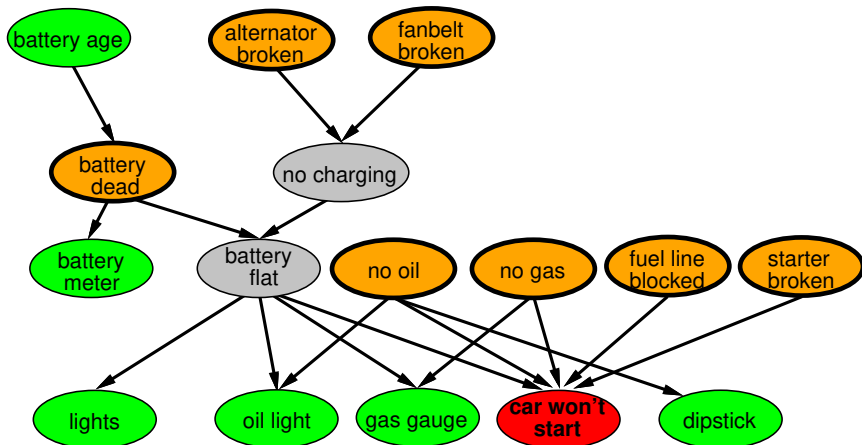 battery age
alternator
broken
fanbelt
broken
battery
dead
no charging
battery
meter
battery
flat
no oil
no gas
fuel line
blocked
starter
broken
lights
oil light
gas gauge
car won't
start
dipstick